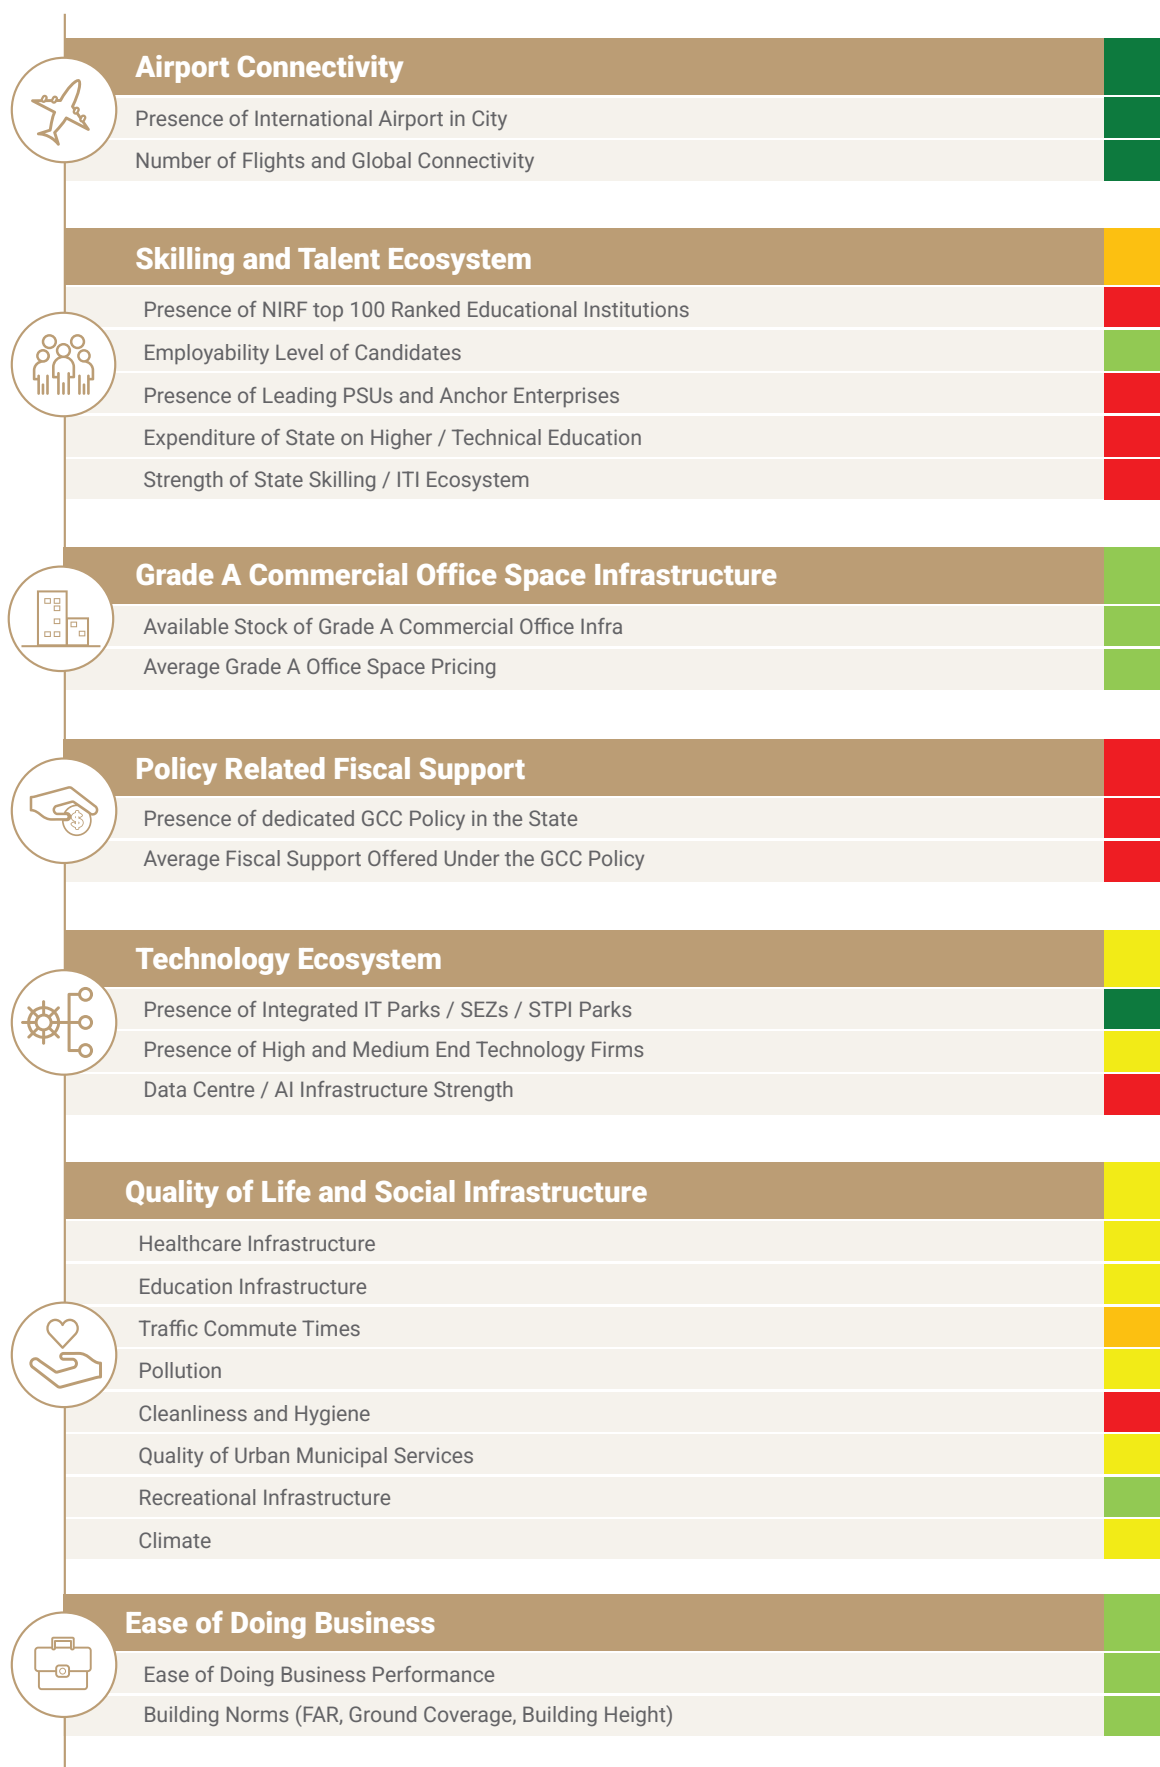 Airport Connectivity
Presence of International Airport in City
Number of Flights and Global Connectivity
Skilling and Talent Ecosystem
Presence of NIRF top 100 Ranked Educational Institutions
Employability Level of Candidates
Presence of Leading PSUs and Anchor Enterprises
Expenditure of State on Higher / Technical Education
Strength of State Skilling / ITI Ecosystem
Grade A Commercial Office Space Infrastructure
Available Stock of Grade A Commercial Office Infra
Average Grade A Office Space Pricing
Policy Related Fiscal Support
Presence of dedicated GCC Policy in the State
Average Fiscal Support Offered Under the GCC Policy
$
Technology Ecosystem
Presence of Integrated IT Parks / SEZs / STPI Parks
Presence of High and Medium End Technology Firms
Data Centre / AI Infrastructure Strength
Quality of Life and Social Infrastructure
Healthcare Infrastructure
Education Infrastructure
Traffic Commute Times
Pollution
Cleanliness and Hygiene
Quality of Urban Municipal Services
Recreational Infrastructure
Climate
Ease of Doing Business
Ease of Doing Business Performance
Building Norms (FAR, Ground Coverage, Building Height)